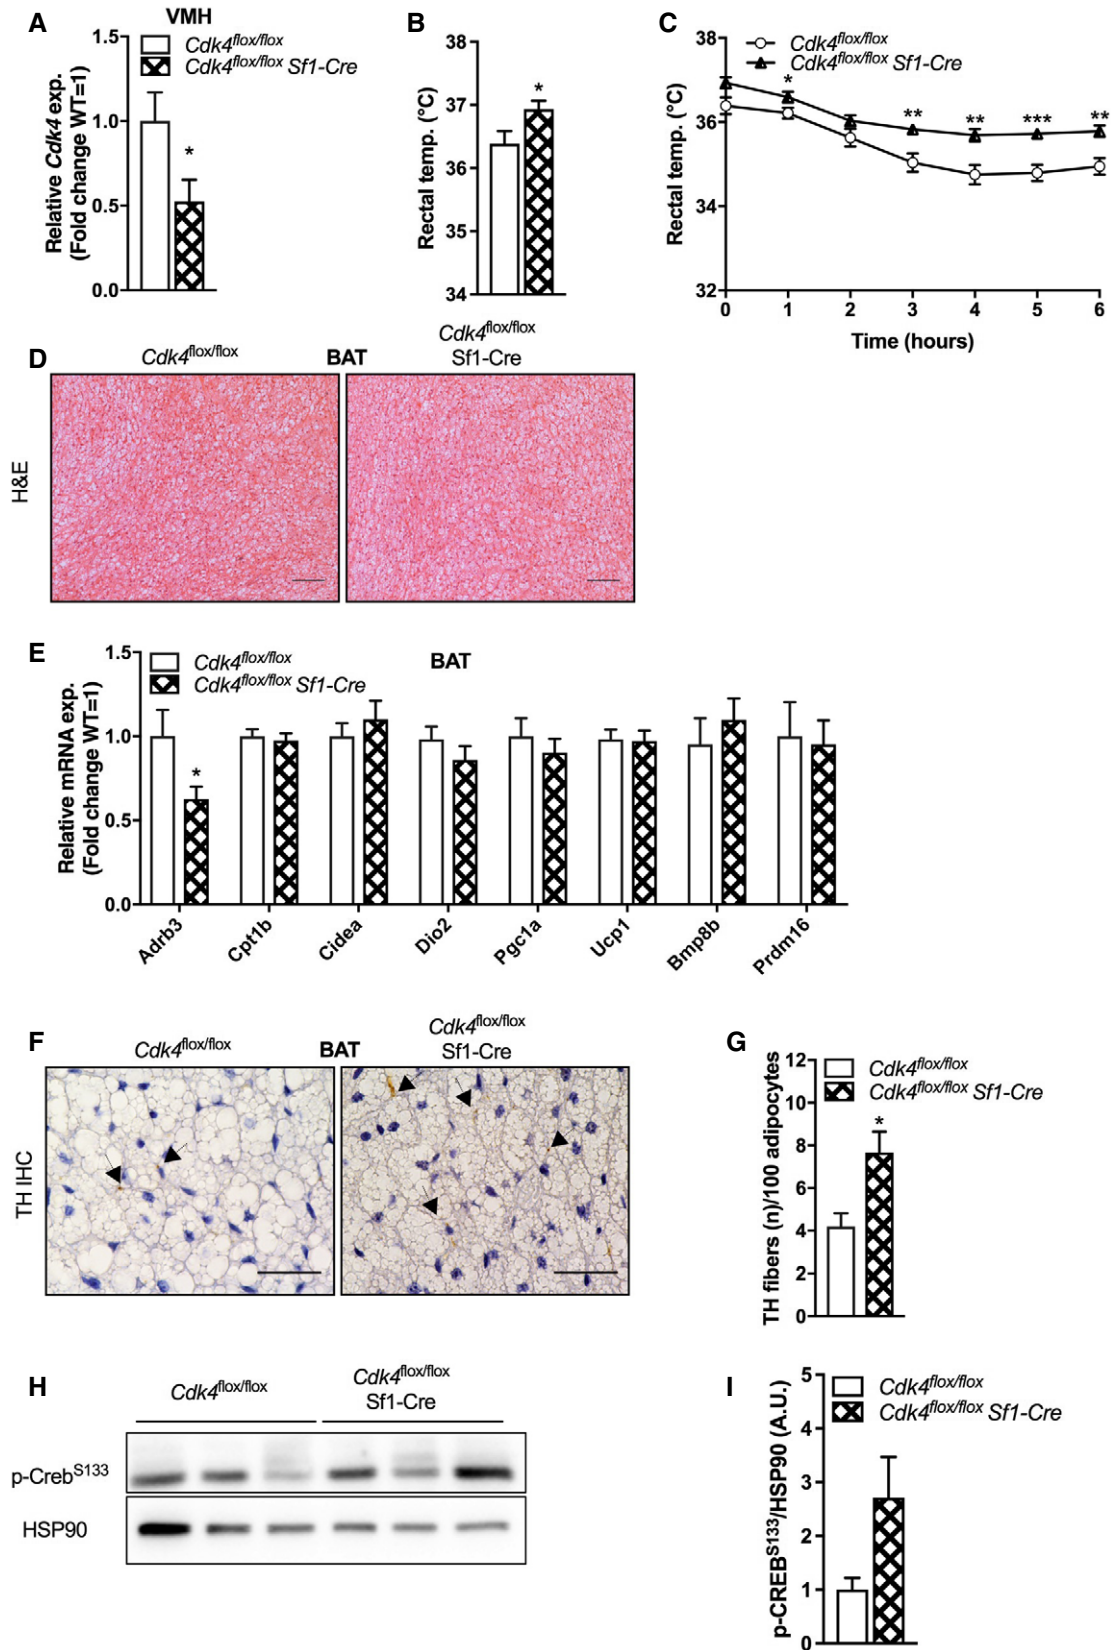 A
VMH
Cdk4flox/flox
Cdk4flox/flox Sf1-Cre
Relative Cdk4 exp.
(Fold change WT=1)
1.5
1.0
0.5
0.0
*
B
Rectal temp. (°C)
38
37
36
35
34
*
C
Cdk4flox/flox
Cdk4flox/flox Sf1-Cre
Rectal temp. (°C)
38
36
34
32
* ** ** *** **
0 1 2 3 4 5 6
Time (hours)
D
Cdk4flox/flox
BAT
Cdk4flox/flox
Sf1-Cre
H&E
E
Cdk4flox/flox
Cdk4flox/flox Sf1-Cre
BAT
Relative mRNA exp.
(Fold change WT=1)
1.5
1.0
0.5
0.0
*
Adrb3 Cpt1b Cidea Dio2 Pgc1a Ucp1 Bmp8b Prdm16
F
Cdk4flox/flox
BAT
Cdk4flox/flox
Sf1-Cre
TH IHC
G
Cdk4flox/flox
Cdk4flox/flox Sf1-Cre
TH fibers (n)/100 adipocytes
12
10
8
6
4
2
0
*
H
Cdk4flox/flox
Cdk4flox/flox
Sf1-Cre
p-CrebS133
HSP90
I
Cdk4flox/flox
Cdk4flox/flox Sf1-Cre
p-CREBS133/HSP90 (A.U.)
5
4
3
2
1
0